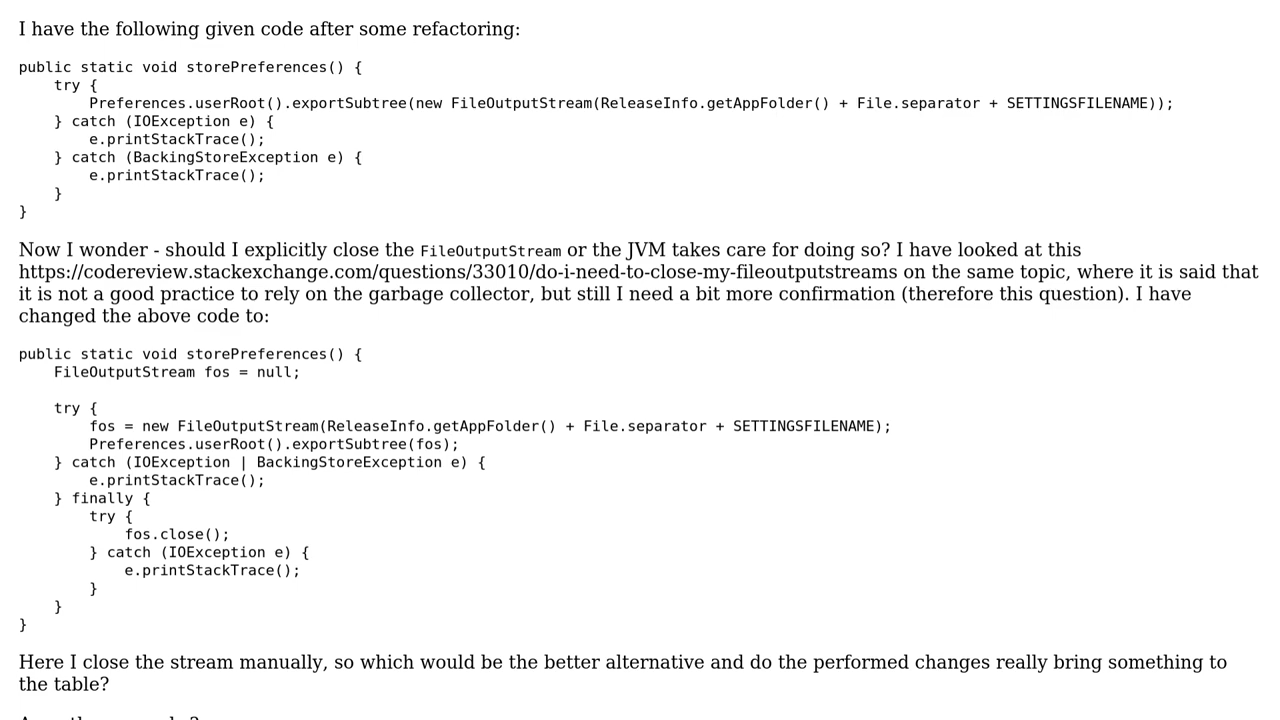 I have the following given code after some refactoring:
public static void storePreferences() {
    try {
        Preferences.userRoot().exportSubtree(new FileOutputStream(ReleaseInfo.getAppFolder() + File.separator + SETTINGSFILENAME));
    } catch (IOException e) {
        e.printStackTrace();
    } catch (BackingStoreException e) {
        e.printStackTrace();
    }
}
Now I wonder - should I explicitly close the FileOutputStream or the JVM takes care for doing so? I have looked at this
https://codereview.stackexchange.com/questions/33010/do-i-need-to-close-my-fileoutputstreams on the same topic, where it is said that
it is not a good practice to rely on the garbage collector, but still I need a bit more confirmation (therefore this question). I have
changed the above code to:
public static void storePreferences() {
    FileOutputStream fos = null;
    try {
        fos = new FileOutputStream(ReleaseInfo.getAppFolder() + File.separator + SETTINGSFILENAME);
        Preferences.userRoot().exportSubtree(fos);
    } catch (IOException | BackingStoreException e) {
        e.printStackTrace();
    } finally {
        try {
            fos.close();
        } catch (IOException e) {
            e.printStackTrace();
        }
    }
}
Here I close the stream manually, so which would be the better alternative and do the performed changes really bring something to
the table?